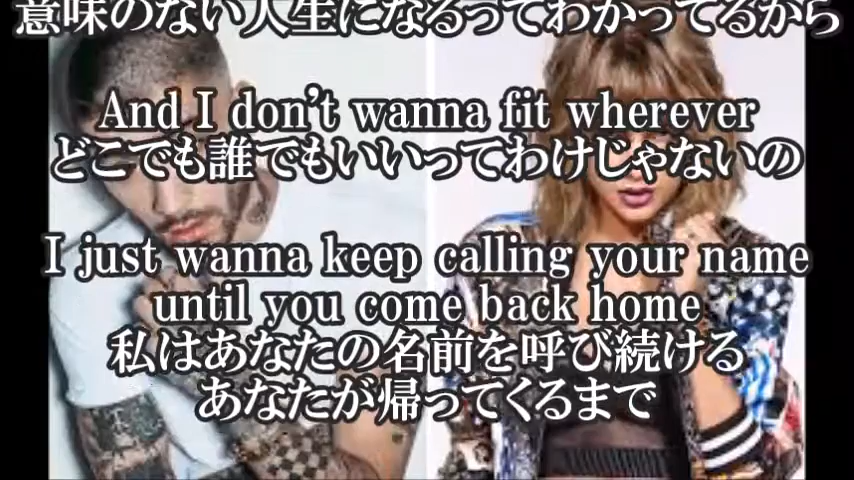 意味のない人生になるってわかってるから
And I don't wanna fit wherever
どこでも誰でもいいってわけじゃないの
I just wanna keep calling your name
until you come back home
私はあなたの名前を呼び続ける
あなたが帰ってくるまで